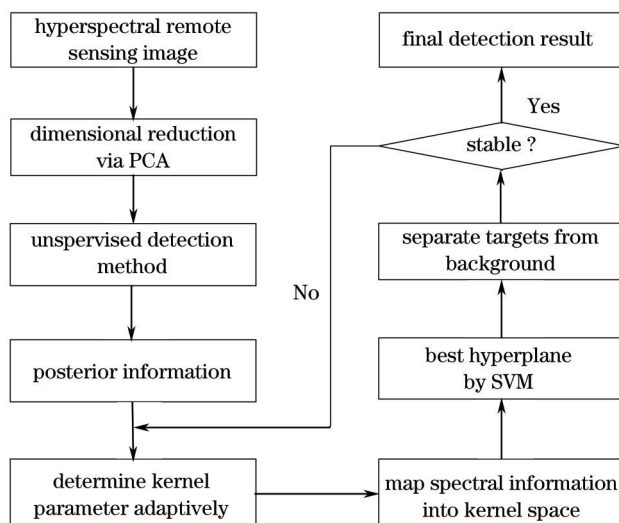 hyperspectral remote
sensing image
dimensional reduction
via PCA
unspervised detection
method
posterior information
determine kernel
parameter adaptively
map spectral information
into kernel space
best hyperplane
by SVM
separate targets from
background
stable ?
No
Yes
final detection result